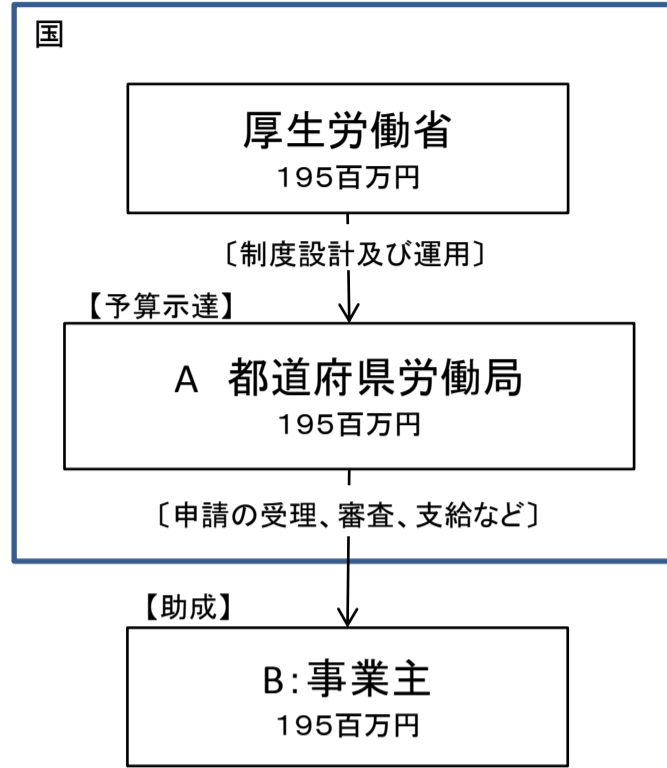 国
厚生労働省
195百万円
〔制度設計及び運用〕
【予算示達】
A 都道府県労働局
195百万円
〔申請の受理、審査、支給など〕
【助成】
B:事業主
195百万円